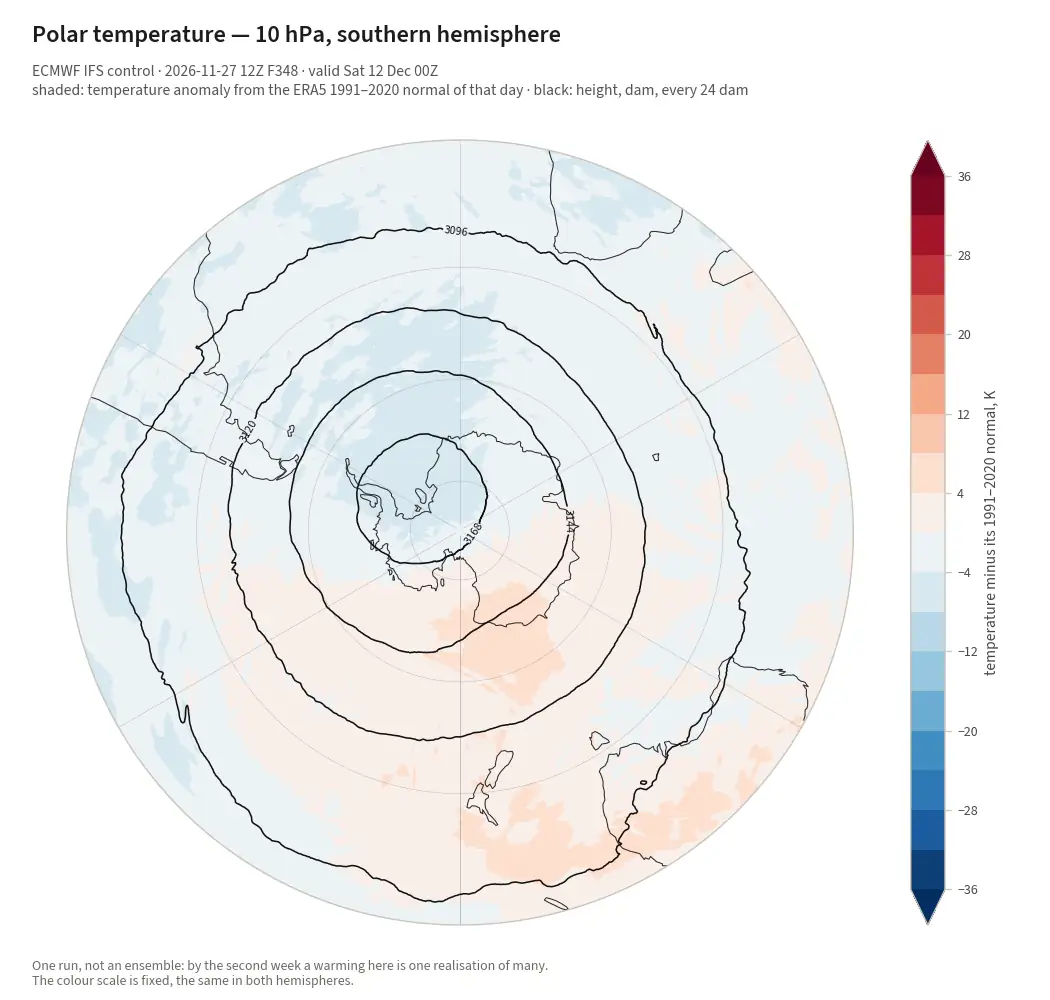 Polar temperature — 10 hPa, southern hemisphere
ECMWF IFS control · 2026-11-27 12Z F348 · valid Sat 12 Dec 00Z
shaded: temperature anomaly from the ERA5 1991–2020 normal of that day · black: height, dam, every 24 dam
3096
3120
3144
3168
36
28
20
12
4
−4
−12
−20
−28
−36
temperature minus its 1991–2020 normal, K
One run, not an ensemble: by the second week a warming here is one realisation of many.
The colour scale is fixed, the same in both hemispheres.